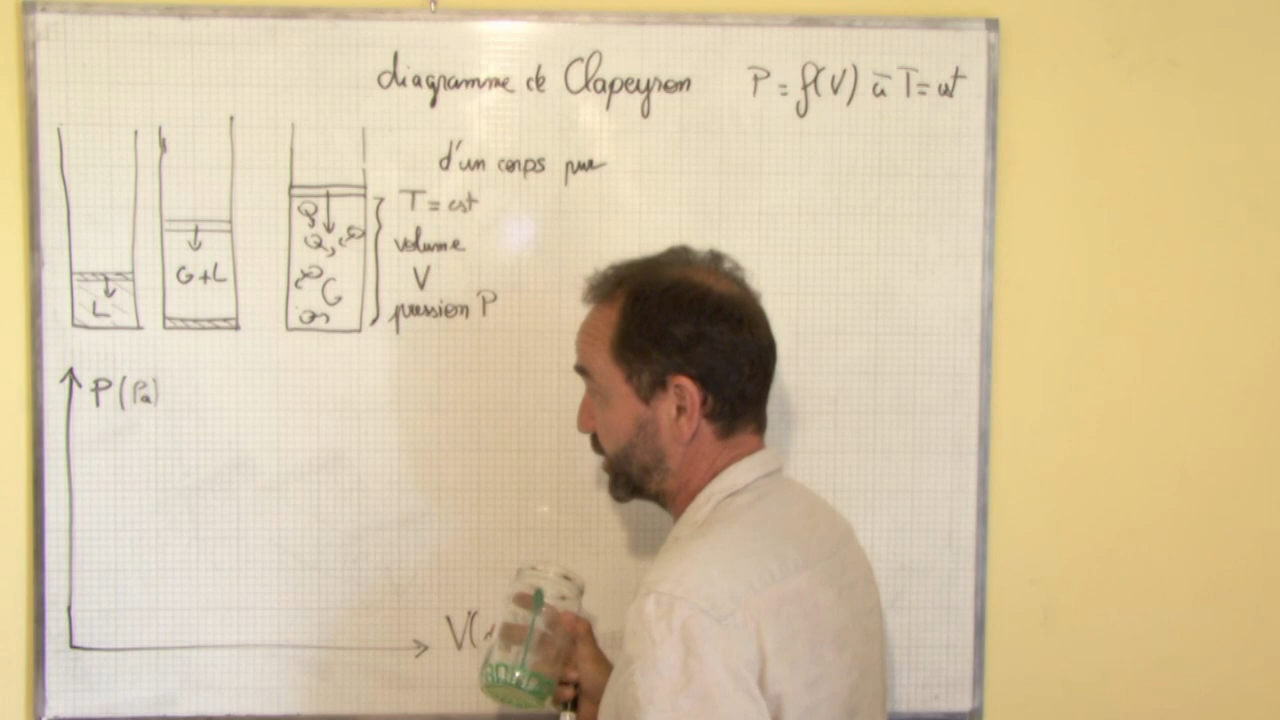 diagramme de Clapeyron P = f(V) à T = cst
d'un corps pur
T = cst
volume
V
pression P
L
G+L
G
P (Pa)
V(